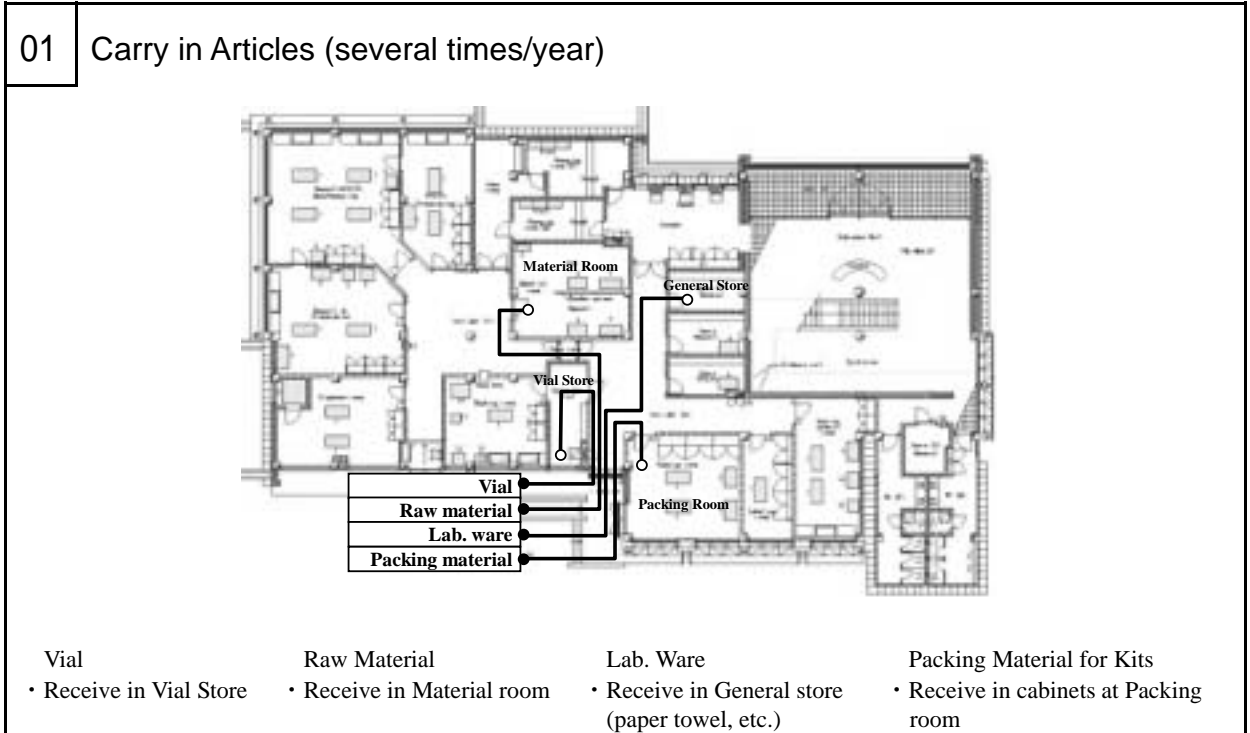 01
Carry in Articles (several times/year)
Material Room
General Store
Vial Store
Packing Room
Vial
Raw material
Lab. ware
Packing material
Vial
・Receive in Vial Store
Raw Material
・Receive in Material room
Lab. Ware
・Receive in General store
(paper towel, etc.)
Packing Material for Kits
・Receive in cabinets at Packing
room